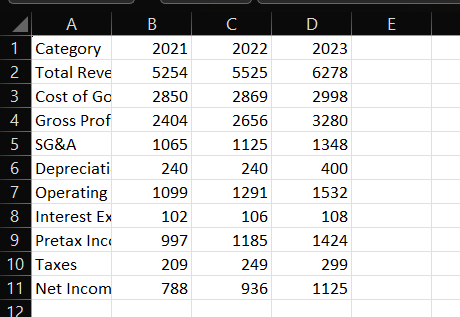 A B C D E
1 Category 2021 2022 2023
2 Total Reve 5254 5525 6278
3 Cost of Go 2850 2869 2998
4 Gross Prof 2404 2656 3280
5 SG&A 1065 1125 1348
6 Depreciati 240 240 400
7 Operating 1099 1291 1532
8 Interest Ex 102 106 108
9 Pretax Inc 997 1185 1424
10 Taxes 209 249 299
11 Net Incom 788 936 1125
12